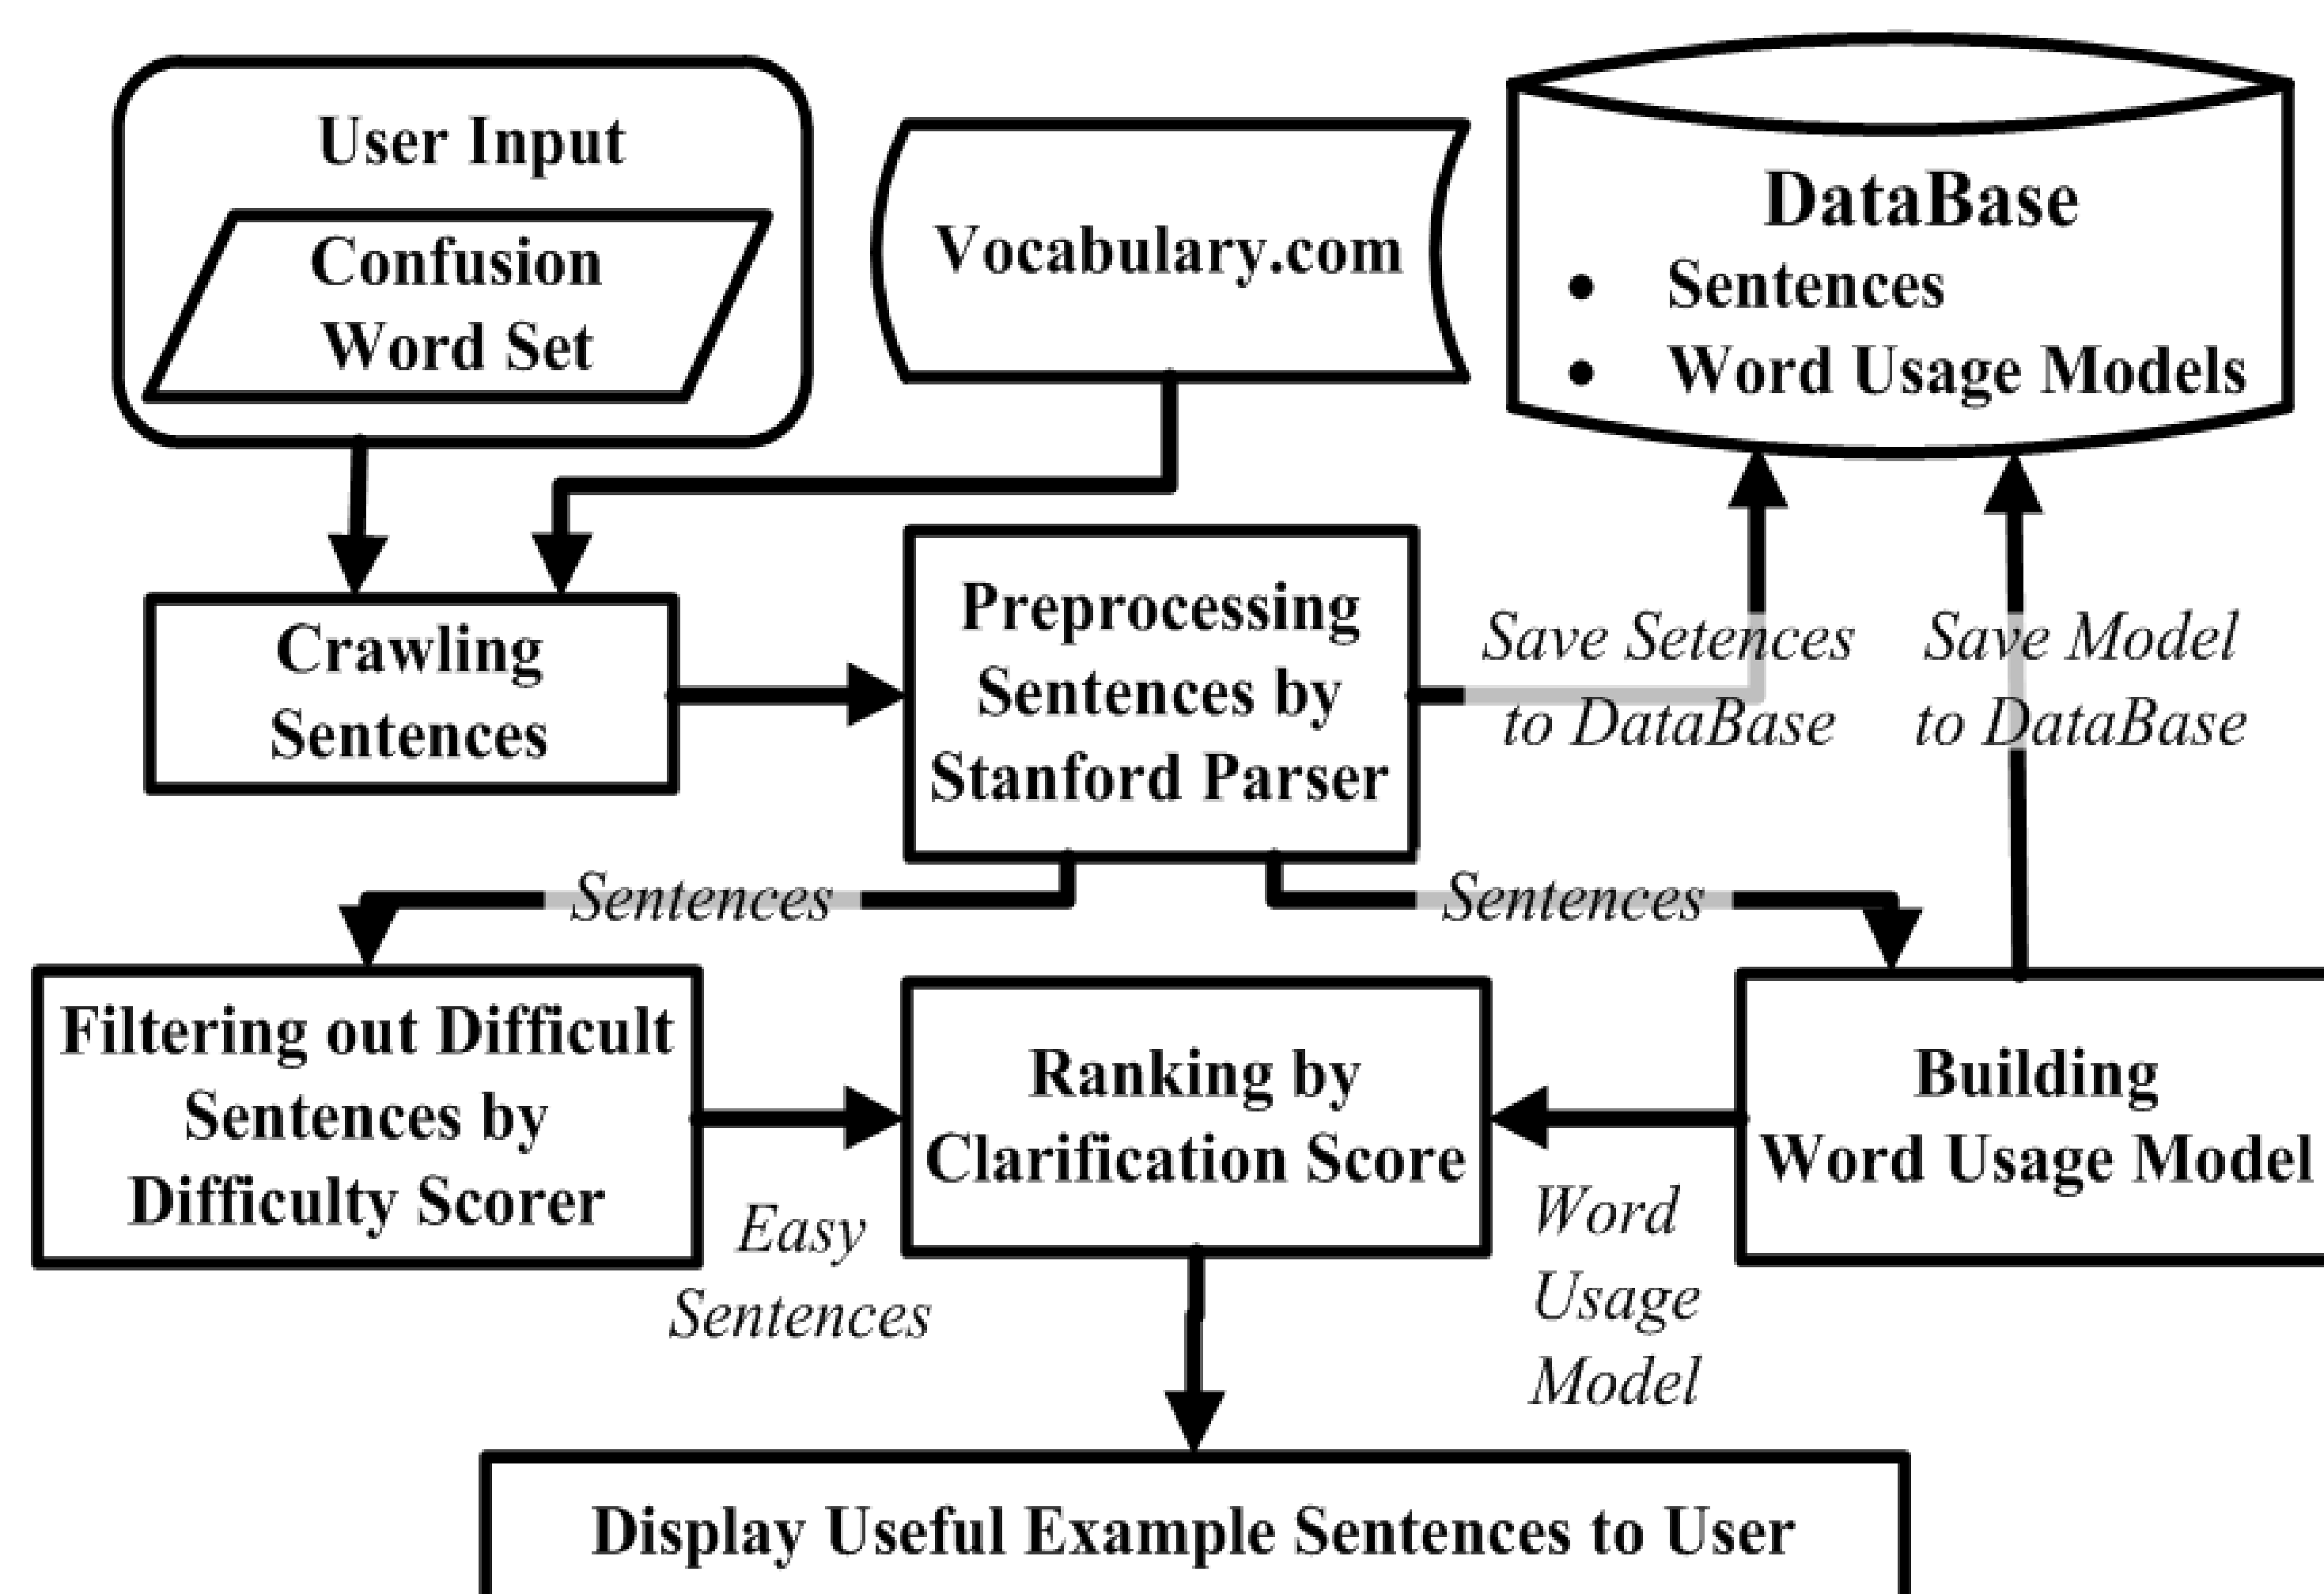 User Input
Confusion
Word Set
Vocabulary.com
DataBase
• Sentences
• Word Usage Models
Crawling
Sentences
Preprocessing
Sentences by
Stanford Parser
Save Setences
to DataBase
Save Model
to DataBase
Sentences
Sentences
Filtering out Difficult
Sentences by
Difficulty Scorer
Easy
Sentences
Ranking by
Clarification Score
Word
Usage
Model
Building
Word Usage Model
Display Useful Example Sentences to User